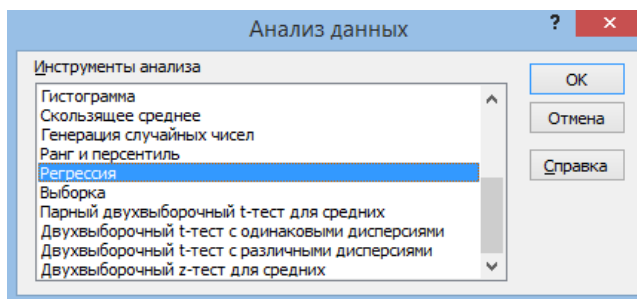 Анализ данных
?
Инструменты анализа
Гистограмма
Скользящее среднее
Генерация случайных чисел
Ранг и персентиль
Регрессия
Выборка
Парный двухвыборочный t-тест для средних
Двухвыборочный t-тест с одинаковыми дисперсиями
Двухвыборочный t-тест с различными дисперсиями
Двухвыборочный z-тест для средних
ОК
Отмена
Справка